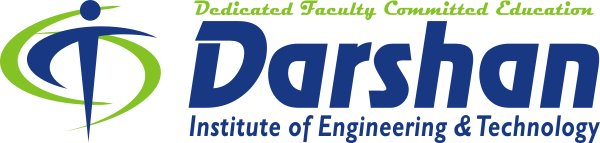 Dedicated Faculty Committed Education
Darshan
Institute of Engineering & Technology